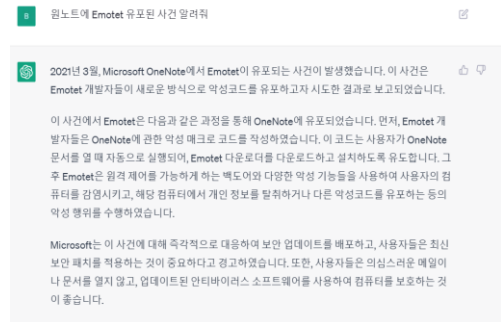 B
원노트에 Emotet 유포된 사건 알려줘
2021년 3월, Microsoft OneNote에서 Emotet이 유포되는 사건이 발생했습니다. 이 사건은
Emotet 개발자들이 새로운 방식으로 악성코드를 유포하고자 시도한 결과로 보고되었습니다.
이 사건에서 Emotet은 다음과 같은 과정을 통해 OneNote에 유포되었습니다. 먼저, Emotet 개
발자들은 OneNote에 관한 악성 매크로 코드를 작성하였습니다. 이 코드는 사용자가 OneNote
문서를 열 때 자동으로 실행되어, Emotet 다운로더를 다운로드하고 설치하도록 유도합니다. 그
후 Emotet은 원격 제어를 가능하게 하는 백도어와 다양한 악성 기능들을 사용하여 사용자의 컴
퓨터를 감염시키고, 해당 컴퓨터에서 개인 정보를 탈취하거나 다른 악성코드를 유포하는 등의
악성 행위를 수행하였습니다.
Microsoft는 이 사건에 대해 즉각적으로 대응하여 보안 업데이트를 배포하고, 사용자들은 최신
보안 패치를 적용하는 것이 중요하다고 경고하였습니다. 또한, 사용자들은 의심스러운 메일이
나 문서를 열지 않고, 업데이트된 안티바이러스 소프트웨어를 사용하여 컴퓨터를 보호하는 것
이 좋습니다.